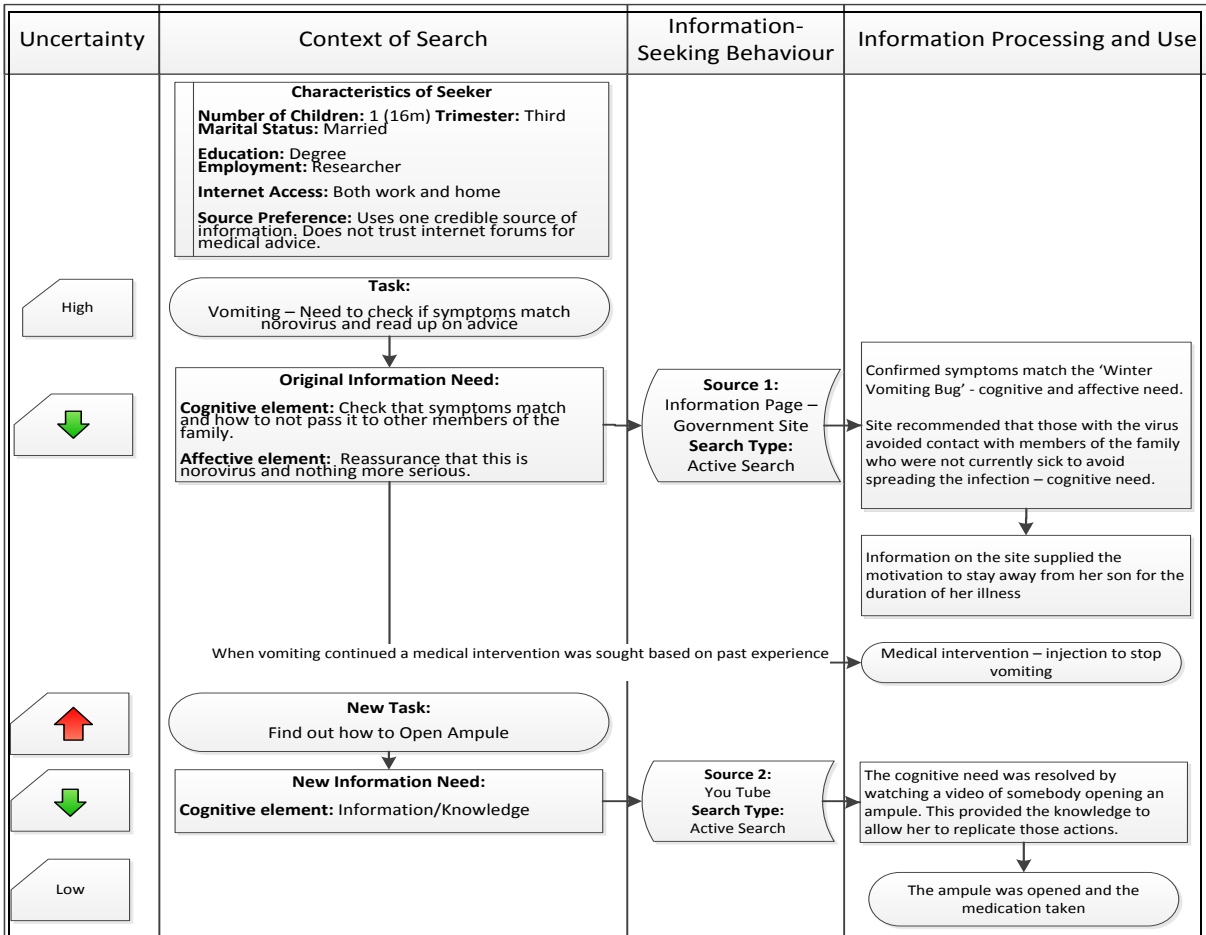 Uncertainty
Context of Search
Information-
Seeking Behaviour
Information Processing and Use
Characteristics of Seeker
Number of Children: 1 (16m) Trimester: Third
Marital Status: Married
Education: Degree
Employment: Researcher
Internet Access: Both work and home
Source Preference: Uses one credible source of
information. Does not trust internet forums for
medical advice.
High
Task:
Vomiting – Need to check if symptoms match
norovirus and read up on advice
Original Information Need:
Cognitive element: Check that symptoms match
and how to not pass it to other members of the
family.
Affective element: Reassurance that this is
norovirus and nothing more serious.
Source 1:
Information Page –
Government Site
Search Type:
Active Search
Confirmed symptoms match the ‘Winter
Vomiting Bug’ - cognitive and affective need.
Site recommended that those with the virus
avoided contact with members of the family
who were not currently sick to avoid
spreading the infection – cognitive need.
Information on the site supplied the
motivation to stay away from her son for the
duration of her illness
When vomiting continued a medical intervention was sought based on past experience
Medical intervention – injection to stop
vomiting
New Task:
Find out how to Open Ampule
New Information Need:
Cognitive element: Information/Knowledge
Source 2:
You Tube
Search Type:
Active Search
The cognitive need was resolved by
watching a video of somebody opening an
ampule. This provided the knowledge to
allow her to replicate those actions.
Low
The ampule was opened and the
medication taken